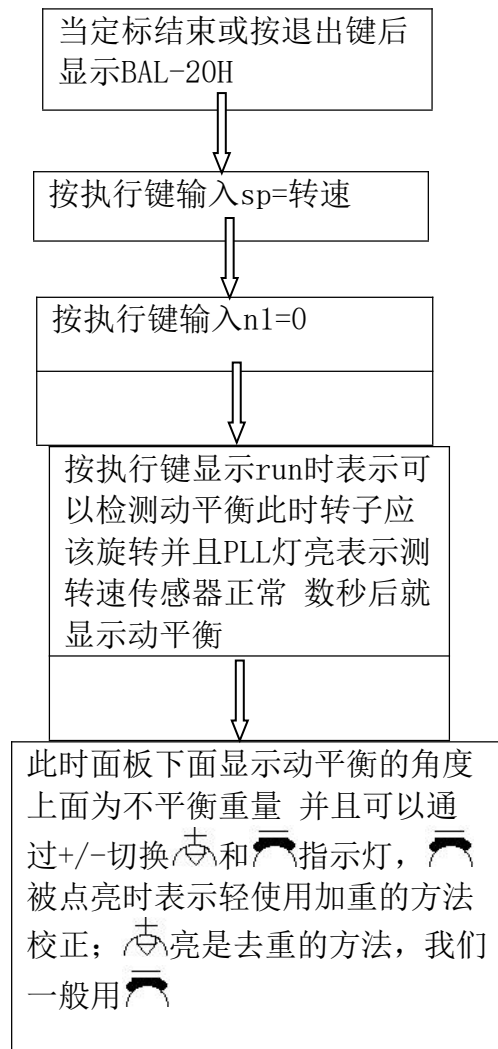 当定标结束或按退出键后
显示BAL-20H
按执行键输入sp=转速
按执行键输入n1=0
按执行键显示run时表示可
以检测动平衡此时转子应
该旋转并且PLL灯亮表示测
转速传感器正常 数秒后就
显示动平衡
此时面板下面显示动平衡的角度
上面为不平衡重量 并且可以通
过+/-切换和指示灯，
被点亮时表示轻使用加重的方法
校正；亮是去重的方法，我们
一般用